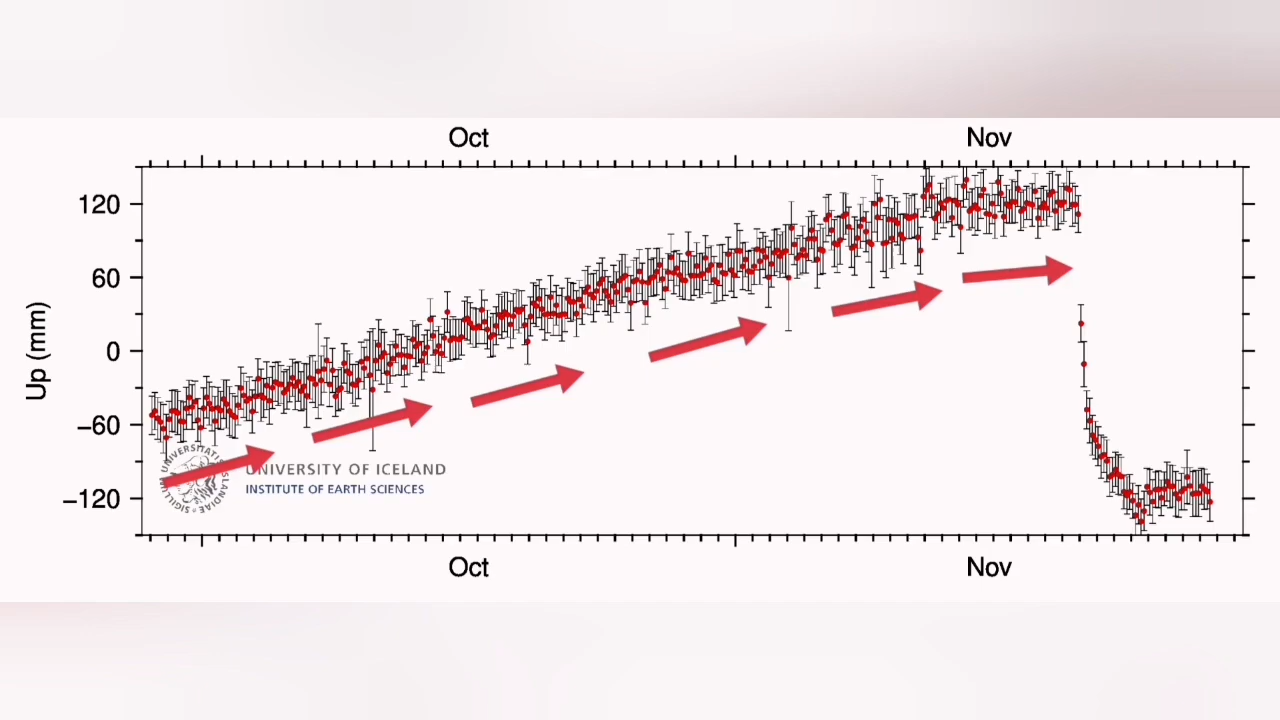 Oct Nov
Up (mm)
120
60
0
−60
−120
UNIVERSITY OF ICELAND
INSTITUTE OF EARTH SCIENCES
Oct Nov